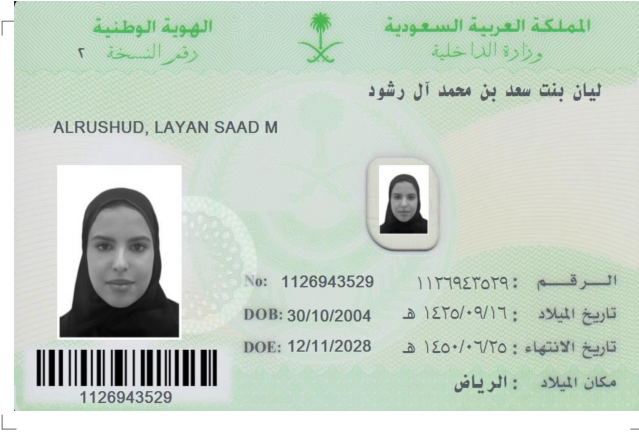 المملكة العربية السعودية
وزارة الداخلية
الهوية الوطنية
رقم النسخة ٢
ليان بنت سعد بن محمد آل رشود
ALRUSHUD, LAYAN SAAD M
الرقم : ١١٢٦٩٤٣٥٢٩ No: 1126943529
تاريخ الميلاد : ١٤٢٥/٠٩/١٦ هـ DOB: 30/10/2004
تاريخ الانتهاء : ١٤٥٠/٠٦/٢٥ هـ DOE: 12/11/2028
مكان الميلاد : الرياض
1126943529